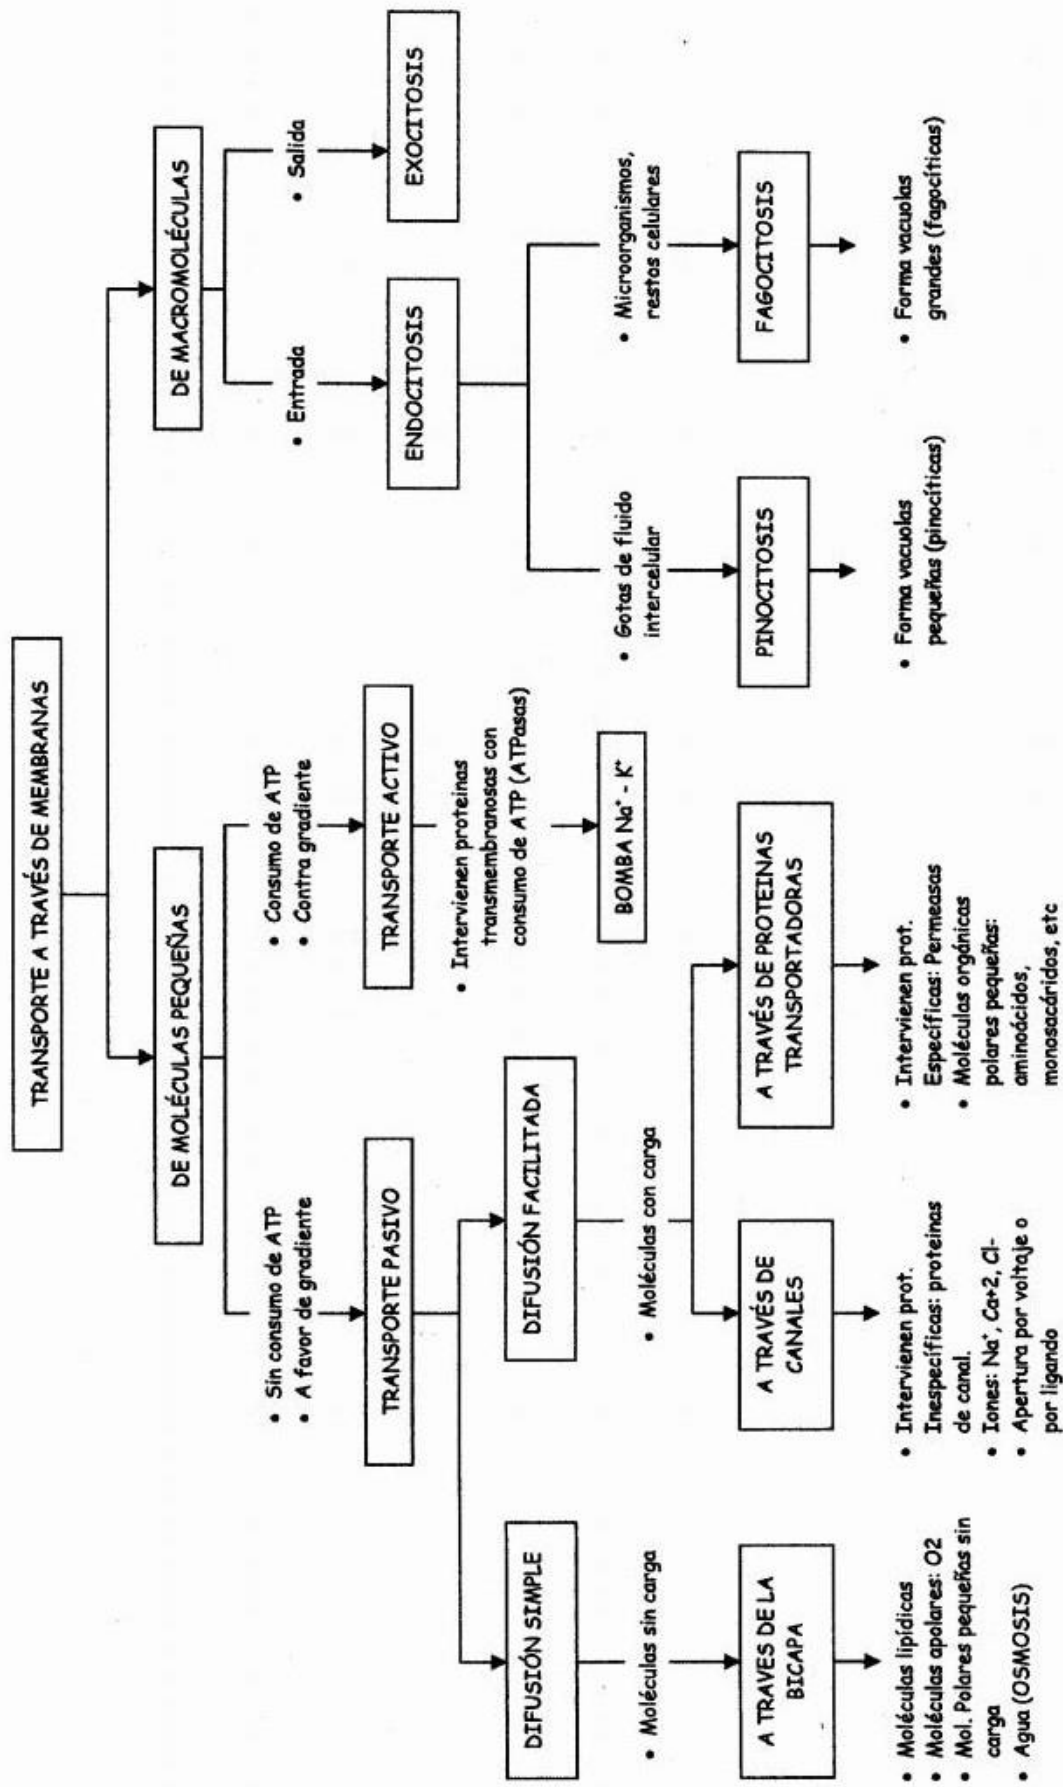 TRANSPORTE A TRAVÉS DE MEMBRANAS
DE MOLÉCULAS PEQUEÑAS
• Sin consumo de ATP
• A favor de gradiente
TRANSPORTE PASIVO
DIFUSIÓN SIMPLE
• Moléculas sin carga
A TRAVES DE LA
BICAPA
• Moléculas lipídicas
• Moléculas apolares: O2
• Mol. Polares pequeñas sin
carga
• Agua (OSMOSIS)
DIFUSIÓN FACILITADA
• Moléculas con carga
A TRAVÉS DE
CANALES
• Intervienen prot.
Inespecíficas: proteinas
de canal.
• Iones: Na⁺, Ca+2, Cl-
• Apertura por voltaje o
por ligando
A TRAVÉS DE PROTEINAS
TRANSPORTADORAS
• Intervienen prot.
Específicas: Permeasas
• Moléculas orgánicas
polares pequeñas:
aminoácidos,
monosacáridos, etc
• Consumo de ATP
• Contra gradiente
TRANSPORTE ACTIVO
• Intervienen proteinas
transmembranosas con
consumo de ATP (ATPasas)
BOMBA Na⁺ - K⁺
DE MACROMOLÉCULAS
• Entrada
ENDOCITOSIS
• Gotas de fluido
intercelular
PINOCITOSIS
• Forma vacuolas
pequeñas (pinocíticas)
• Microorganismos,
restos celulares
FAGOCITOSIS
• Forma vacuolas
grandes (fagocíticas)
• Salida
EXOCITOSIS